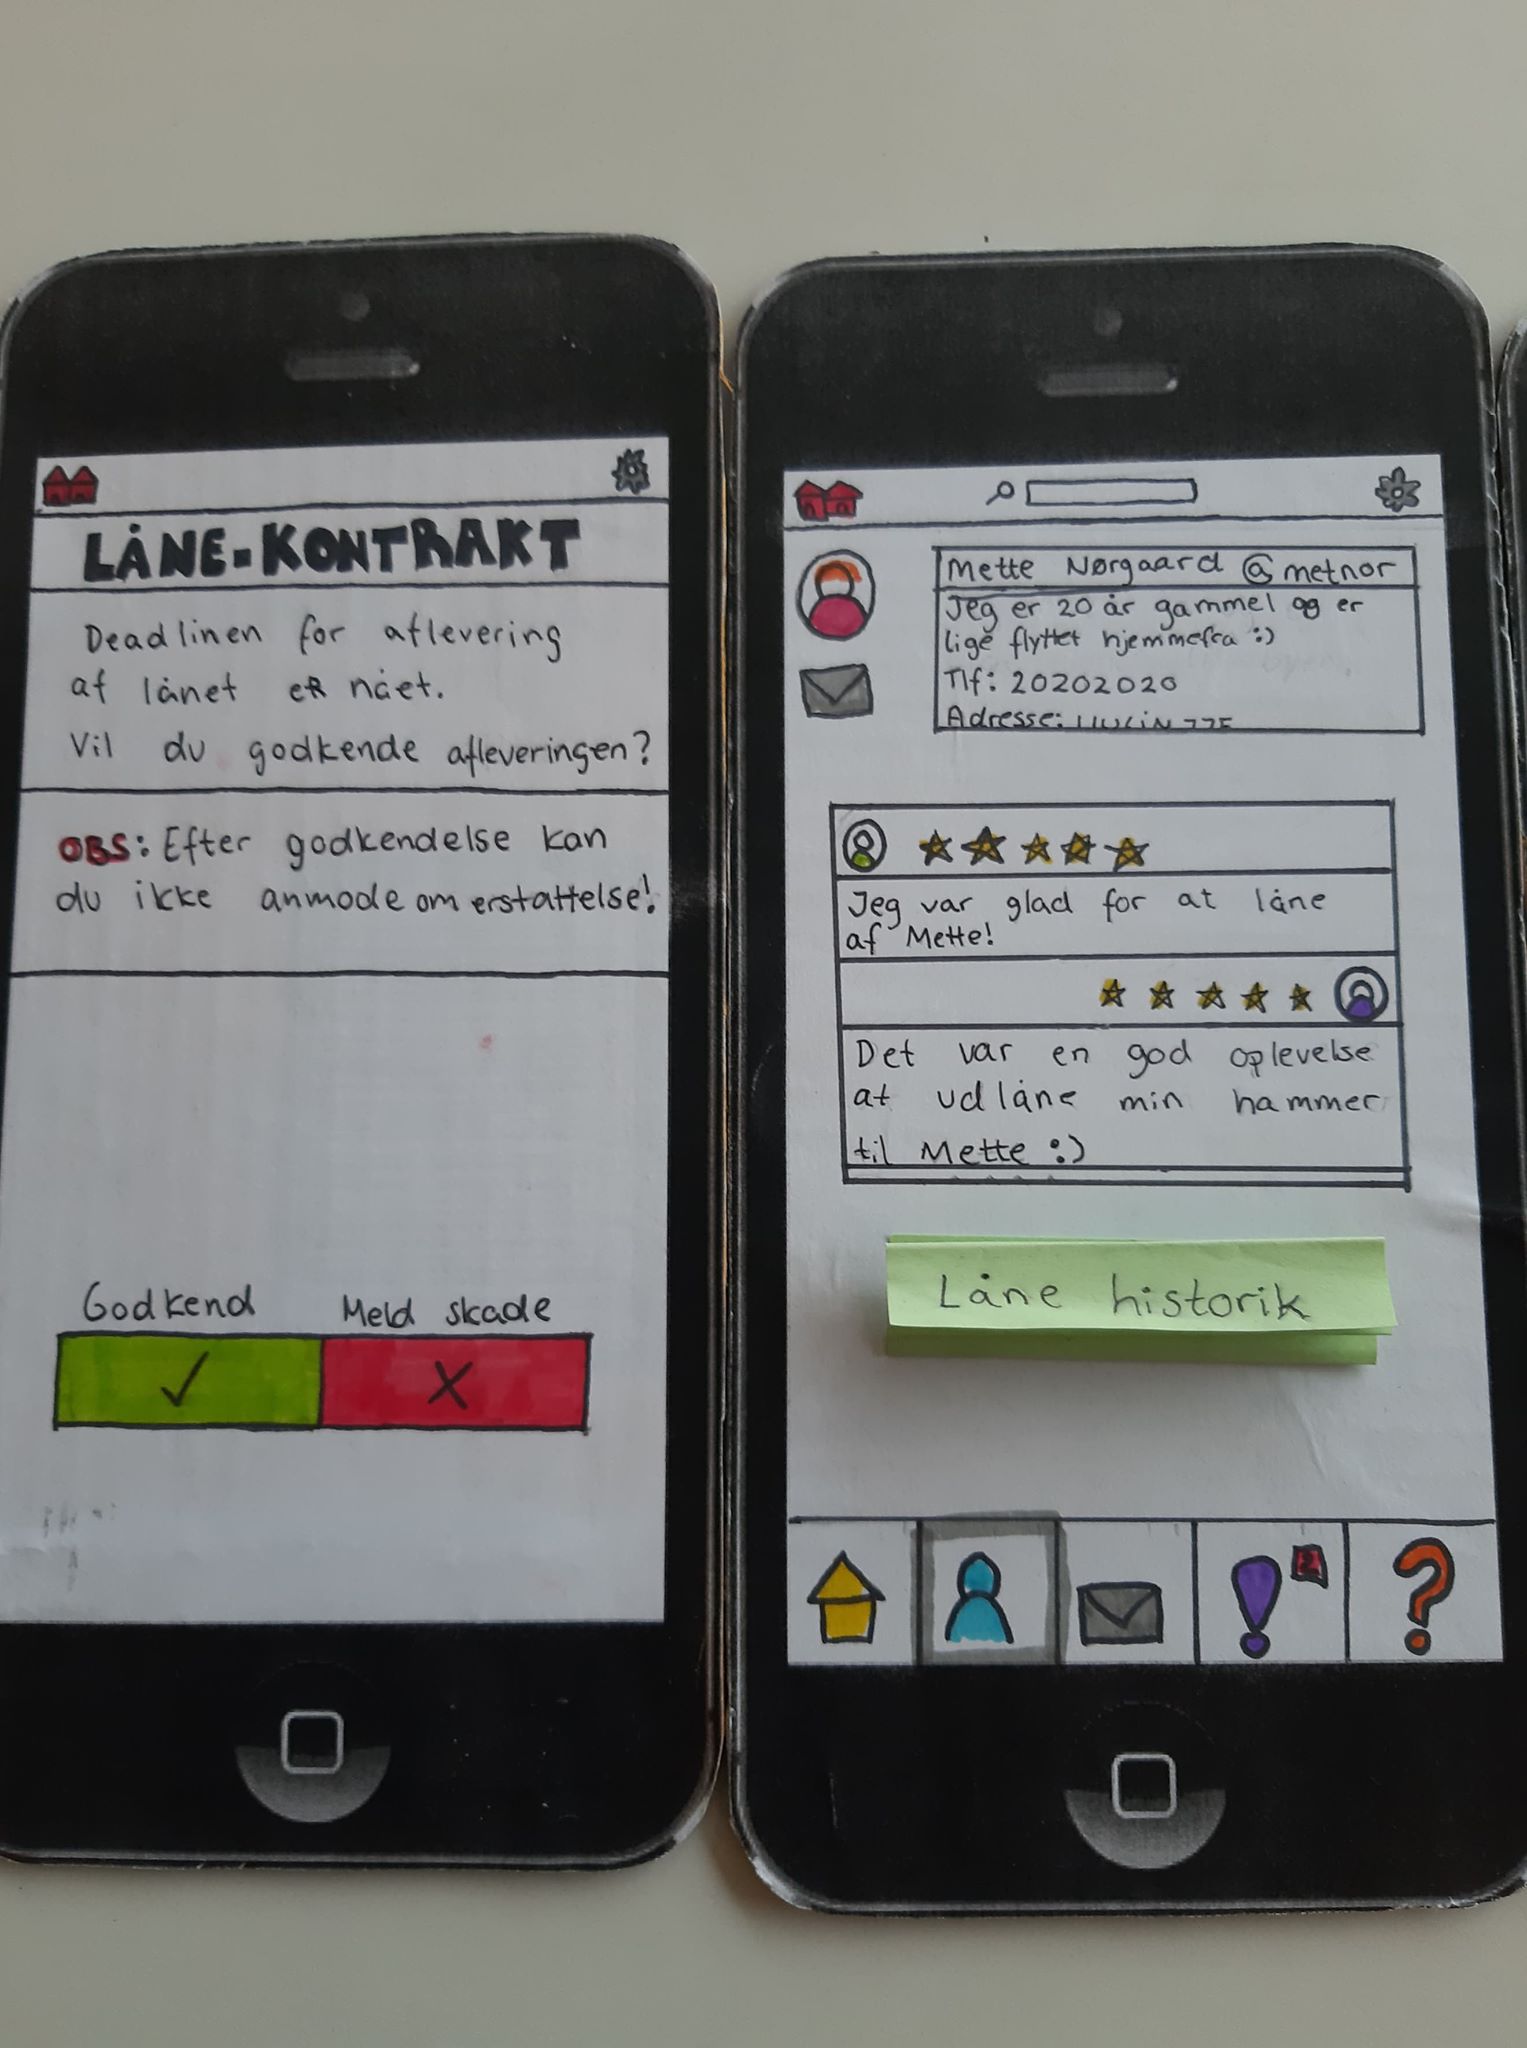 LÅNE-KONTRAKT
Deadlinen for aflevering
af lånet er nået.
Vil du godkende afleveringen?
OBS: Efter godkendelse kan
du ikke anmode om erstattelse!
Godkend
Meld skade
Mette Nørgaard @metnor
Jeg er 20 år gammel og er
lige flyttet hjemmefra :)
Tlf: 20202020
Adresse:
Jeg var glad for at låne
af Mette!
Det var en god oplevelse
at udlåne min hammer
til Mette :)
Låne historik
2